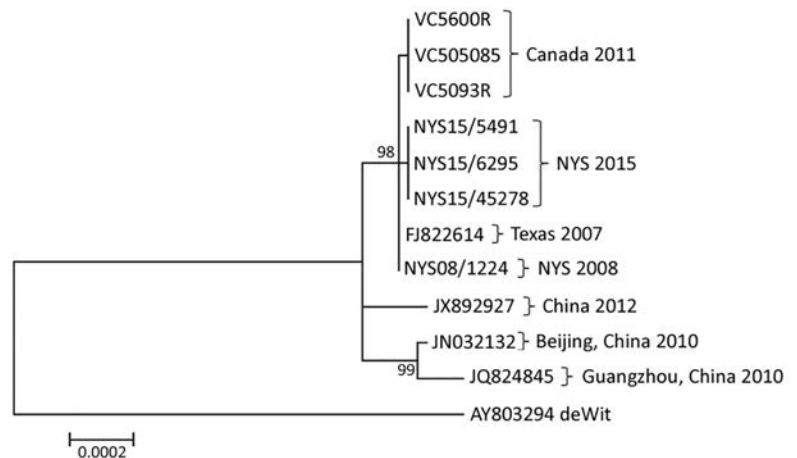 VC5600R
VC505085 Canada 2011
VC5093R
NYS15/5491
98 NYS15/6295 NYS 2015
NYS15/45278
FJ822614 Texas 2007
NYS08/1224 NYS 2008
JX892927 China 2012
JN032132 Beijing, China 2010
99 JQ824845 Guangzhou, China 2010
AY803294 deWit
0.0002